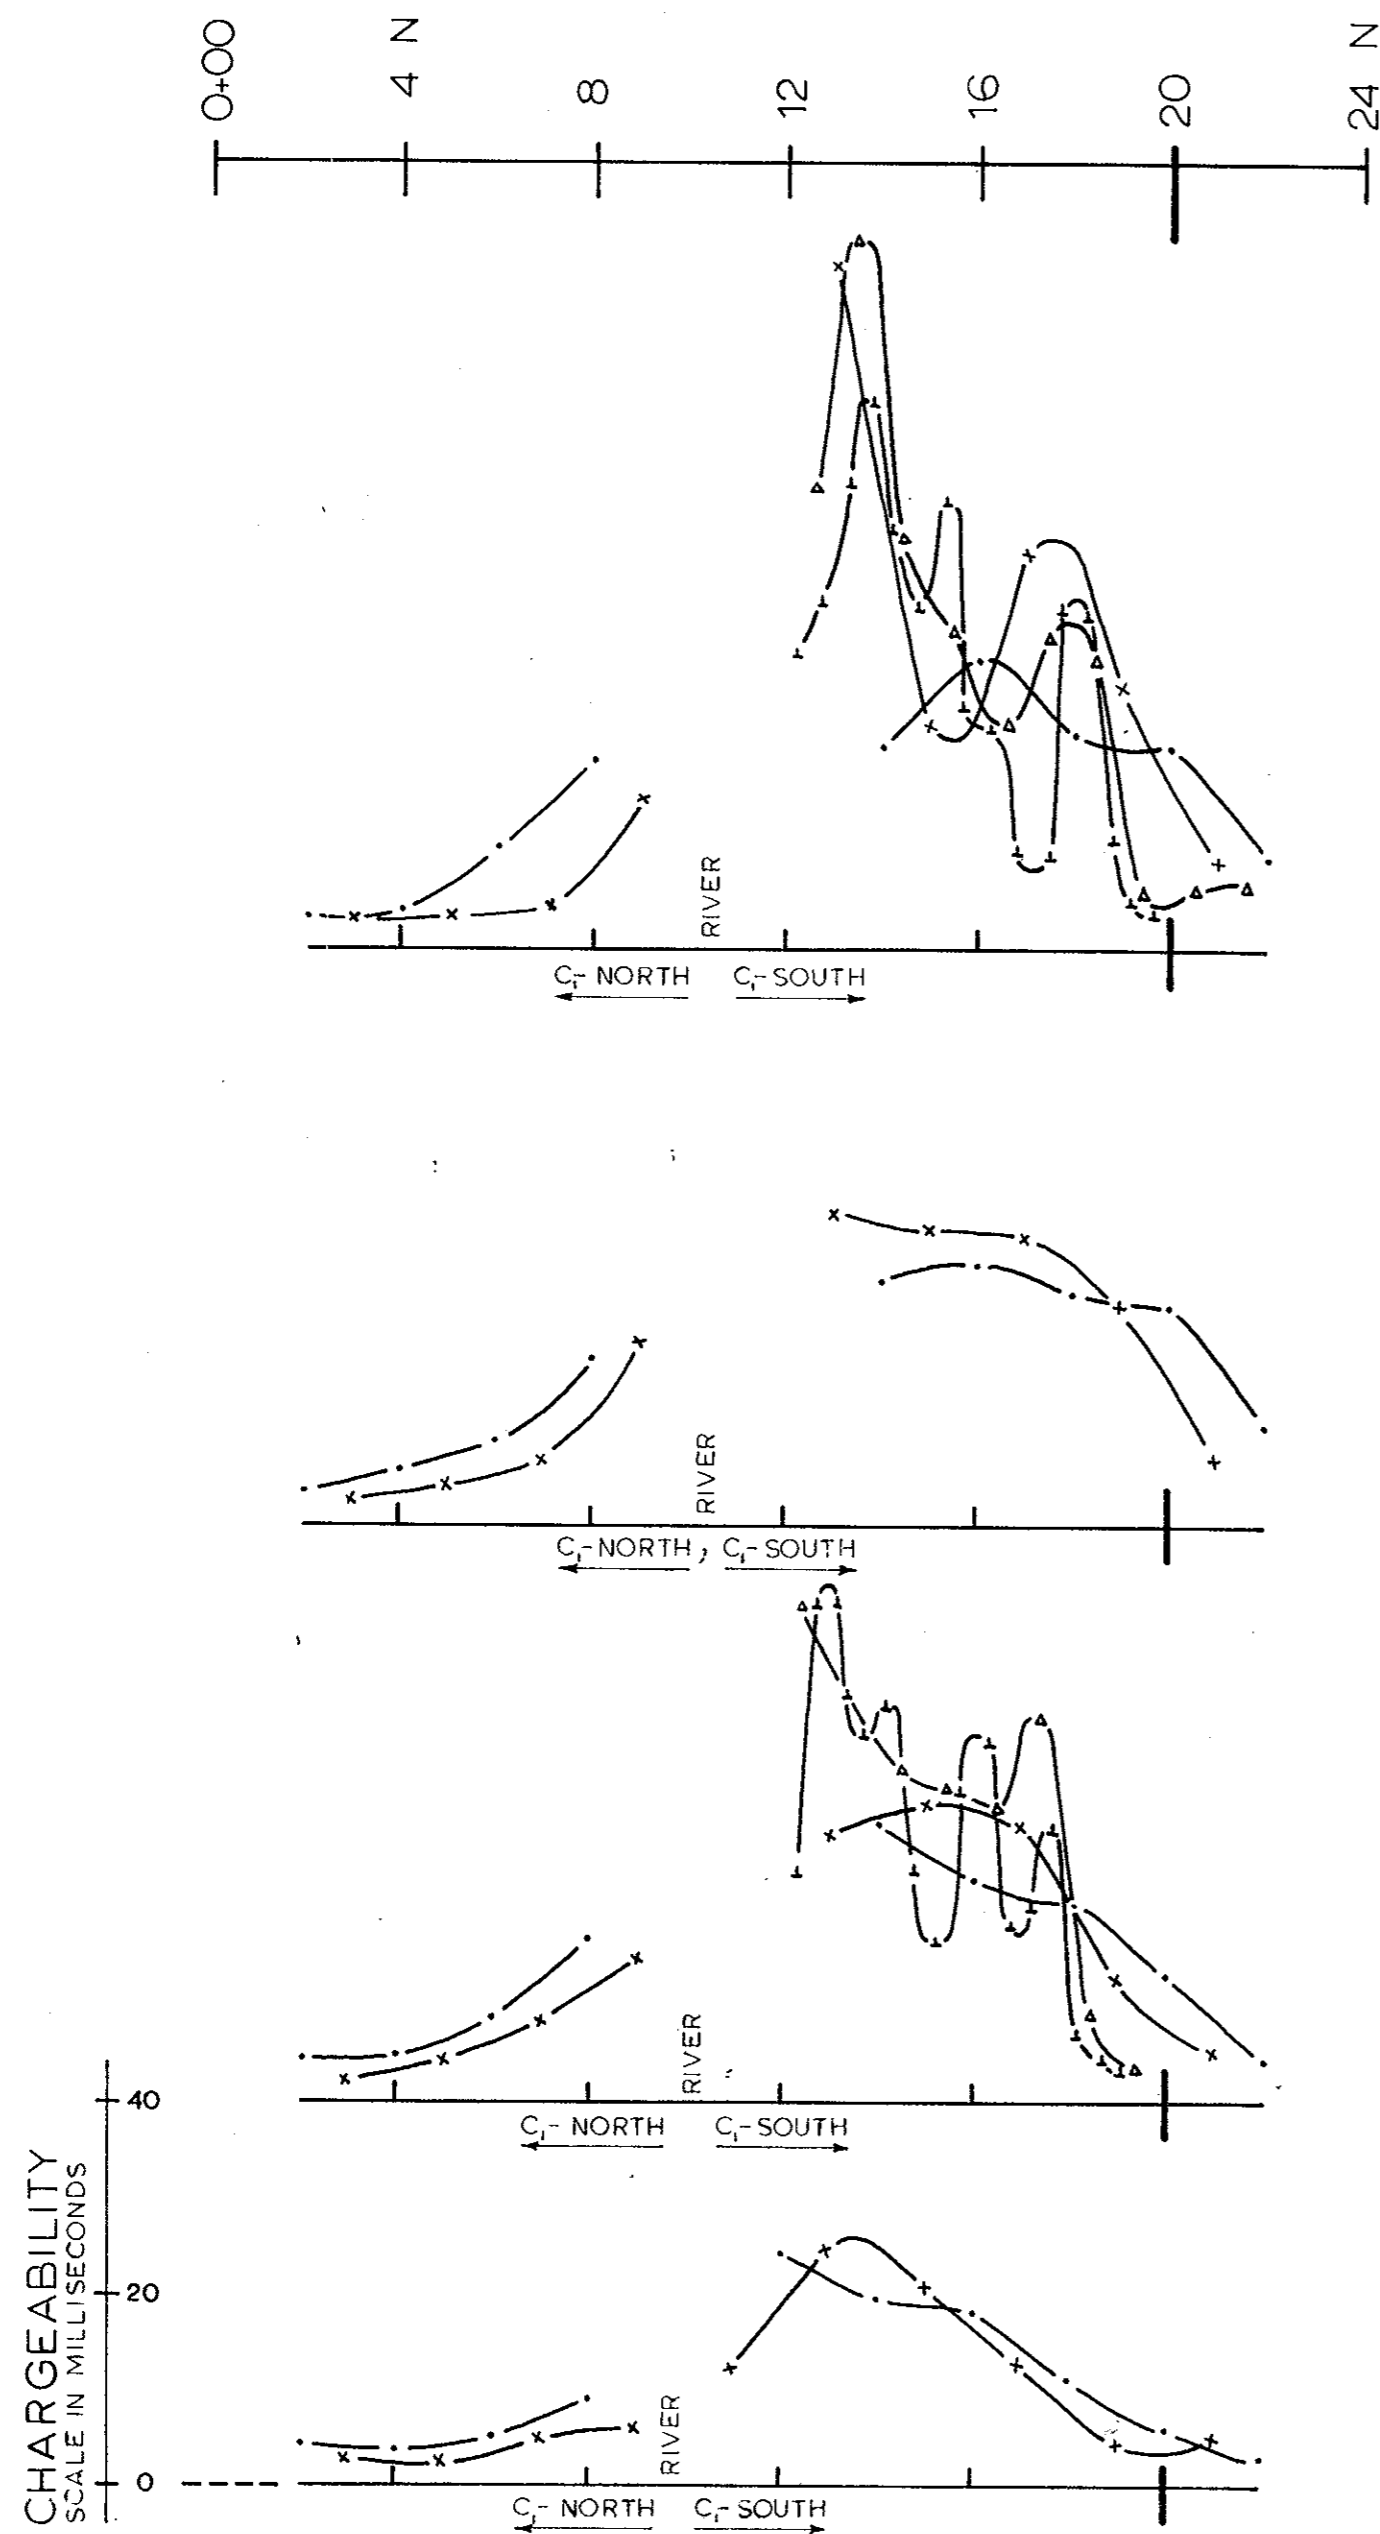 0+00 4 N 8 12 16 20 24 N
RIVER
C₁- NORTH C₁- SOUTH
RIVER
C₁- NORTH , C₁- SOUTH
RIVER
C₁- NORTH C₁- SOUTH
40
20
0
CHARGEABILITY
SCALE IN MILLISECONDS
RIVER
C₁- NORTH C₁- SOUTH